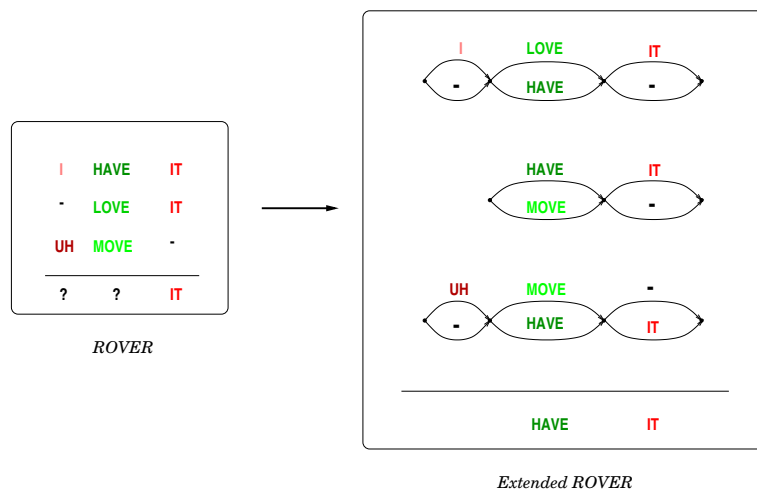 I HAVE IT
- LOVE IT
UH MOVE -
? ? IT
ROVER
I LOVE IT
- HAVE -
HAVE IT
MOVE -
UH MOVE -
- HAVE IT
HAVE IT
Extended ROVER